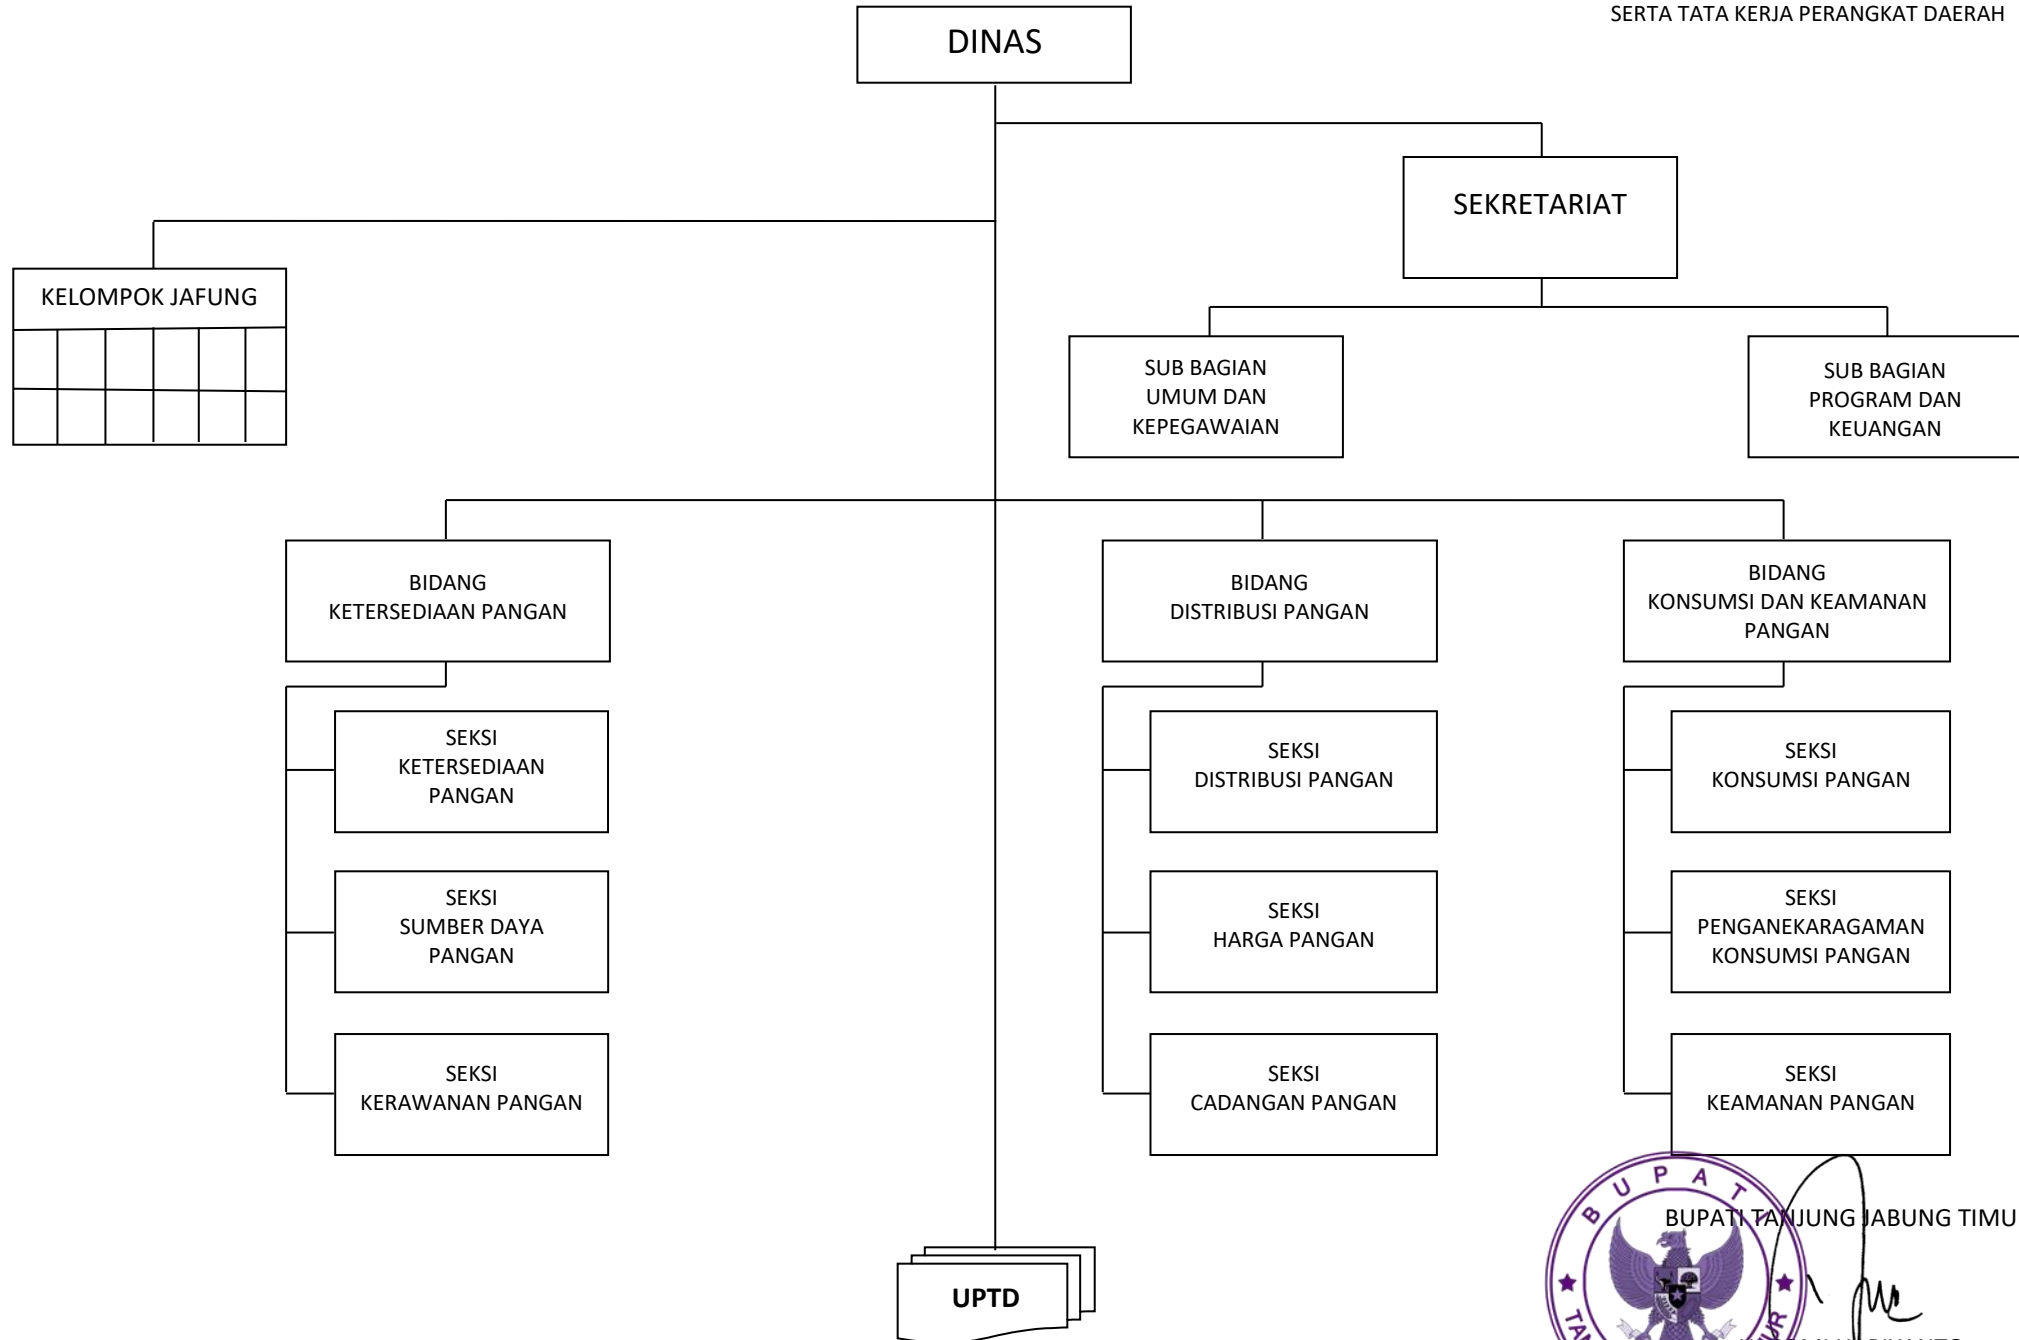 SERTA TATA KERJA PERANGKAT DAERAH
DINAS
SEKRETARIAT
KELOMPOK JAFUNG
SUB BAGIAN
UMUM DAN
KEPEGAWAIAN
SUB BAGIAN
PROGRAM DAN
KEUANGAN
BIDANG
KETERSEDIAAN PANGAN
BIDANG
DISTRIBUSI PANGAN
BIDANG
KONSUMSI DAN KEAMANAN
PANGAN
SEKSI
KETERSEDIAAN
PANGAN
SEKSI
DISTRIBUSI PANGAN
SEKSI
KONSUMSI PANGAN
SEKSI
SUMBER DAYA
PANGAN
SEKSI
HARGA PANGAN
SEKSI
PENGANEKARAGAMAN
KONSUMSI PANGAN
SEKSI
KERAWANAN PANGAN
SEKSI
CADANGAN PANGAN
SEKSI
KEAMANAN PANGAN
BUPATI
BUPATI TANJUNG JABUNG TIMU
UPTD